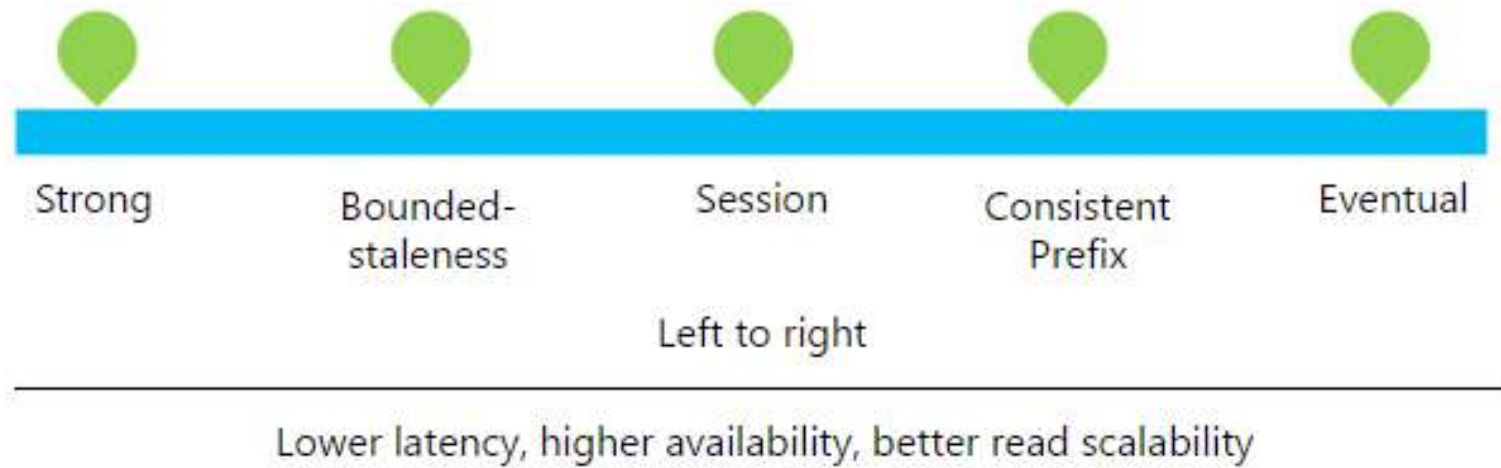 Strong
Bounded-
staleness
Session
Consistent
Prefix
Eventual
Left to right
Lower latency, higher availability, better read scalability